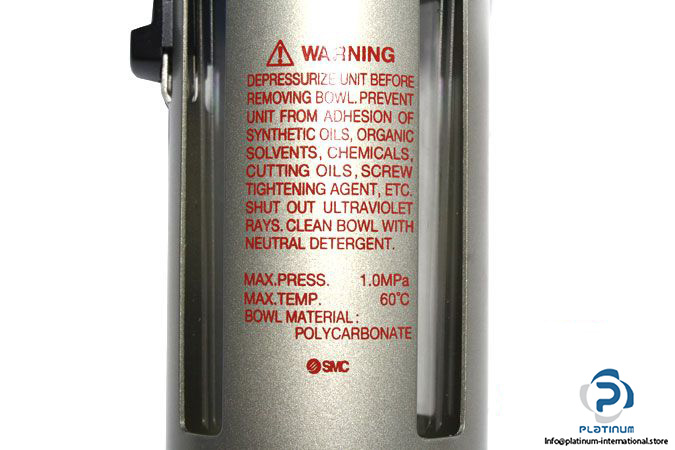 WARNING
DEPRESSURIZE UNIT BEFORE
REMOVING BOWL. PREVENT
UNIT FROM ADHESION OF
SYNTHETIC OILS, ORGANIC
SOLVENTS, CHEMICALS,
CUTTING OILS, SCREW
TIGHTENING AGENT, ETC.
SHUT OUT ULTRAVIOLET
RAYS. CLEAN BOWL WITH
NEUTRAL DETERGENT.
MAX.PRESS. 1.0MPa
MAX.TEMP. 60℃
BOWL MATERIAL:
POLYCARBONATE
SMC
PLATINUM
Info@platinum-international.store